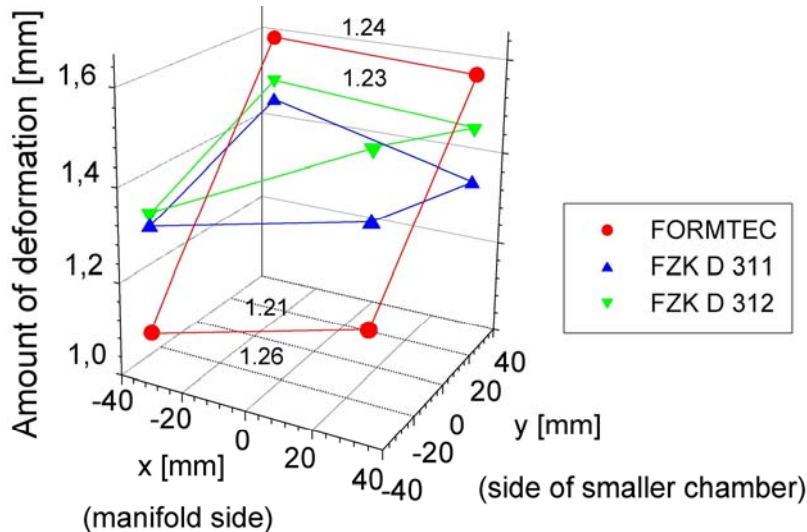 Amount of deformation [mm]
1,6
1,4
1,2
1,0
1.24
1.23
1.21
1.26
-40
-20
0
20
40
x [mm]
(manifold side)
-40
-20
0
20
40
y [mm]
(side of smaller chamber)
FORMTEC
FZK D 311
FZK D 312